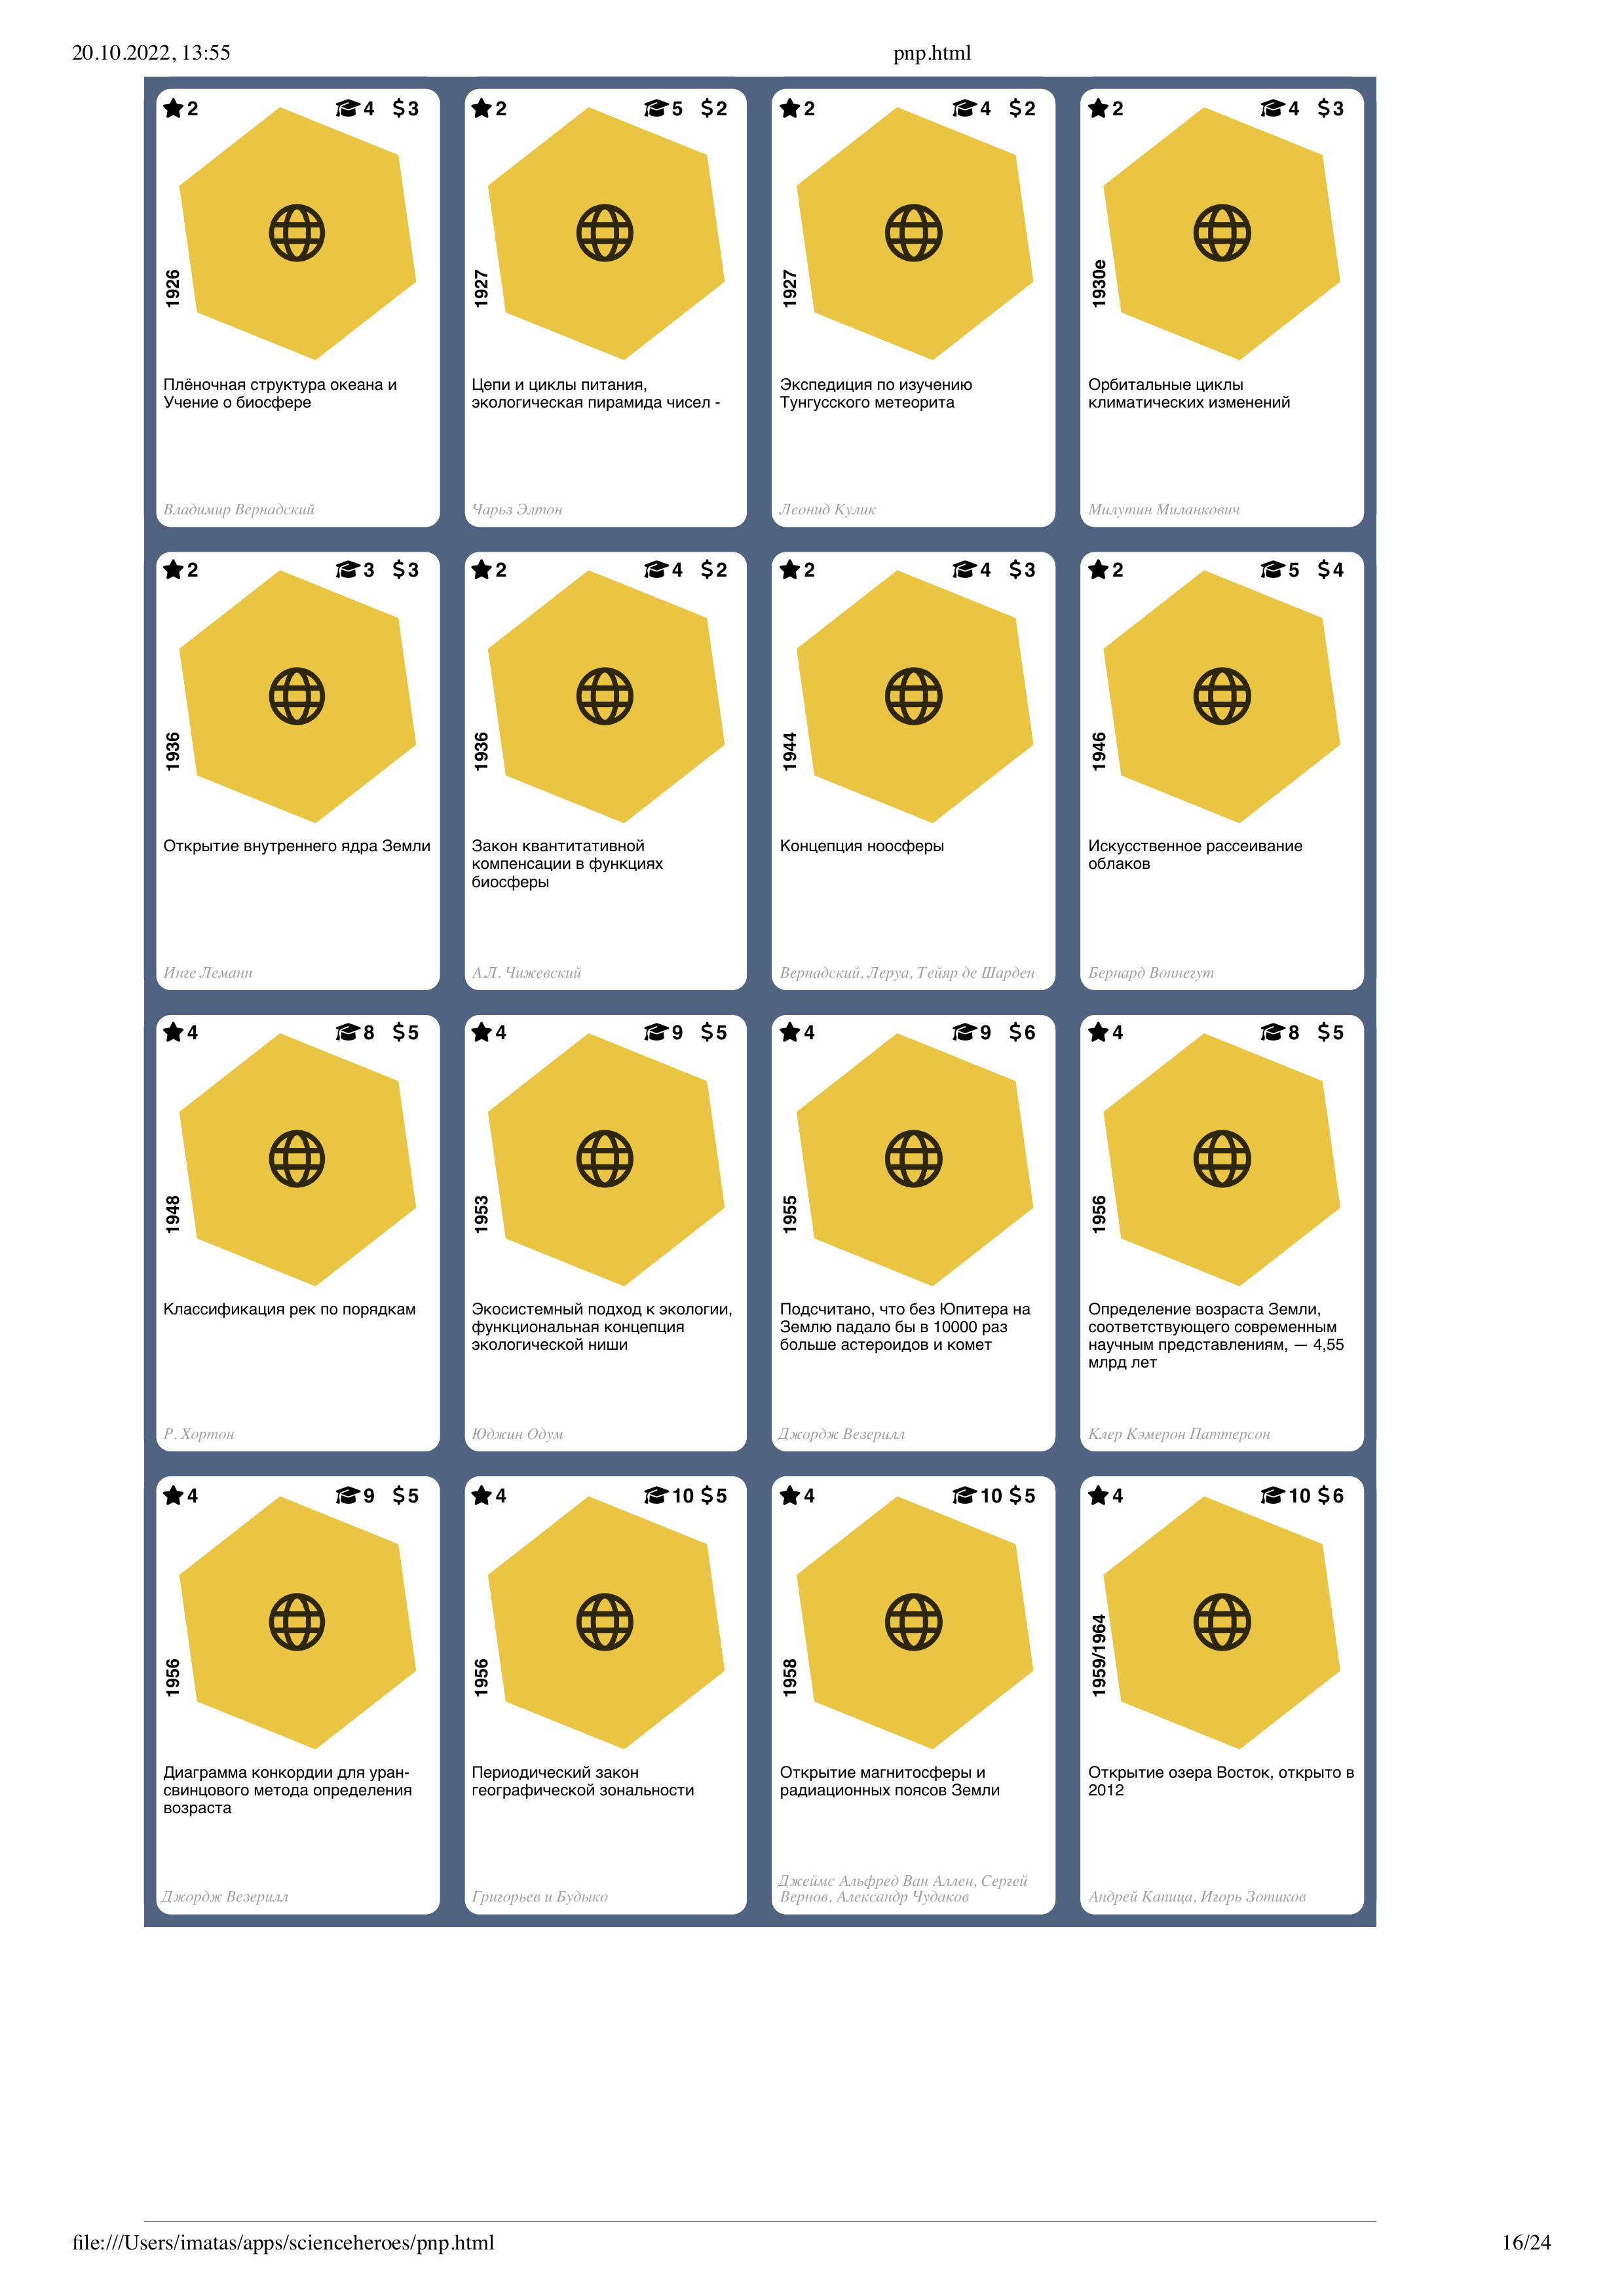 20.10.2022, 13:55
pnp.html
2 4 $3
1926
Плёночная структура океана и
Учение о биосфере
Владимир Вернадский
2 5 $2
1927
Цепи и циклы питания,
экологическая пирамида чисел -
Чарьз Элтон
2 4 $2
1927
Экспедиция по изучению
Тунгусского метеорита
Леонид Кулик
2 4 $3
1930е
Орбитальные циклы
климатических изменений
Милутин Миланкович
2 3 $3
1936
Открытие внутреннего ядра Земли
Инге Леманн
2 4 $2
1936
Закон квантитативной
компенсации в функциях
биосферы
А.Л. Чижевский
2 4 $3
1944
Концепция ноосферы
Вернадский, Леруа, Тейяр де Шарден
2 5 $4
1946
Искусственное рассеивание
облаков
Бернард Воннегут
4 8 $5
1948
Классификация рек по порядкам
Р. Хортон
4 9 $5
1953
Экосистемный подход к экологии,
функциональная концепция
экологической ниши
Юджин Одум
4 9 $6
1955
Подсчитано, что без Юпитера на
Землю падало бы в 10000 раз
больше астероидов и комет
Джордж Везерилл
4 8 $5
1956
Определение возраста Земли,
соответствующего современным
научным представлениям, — 4,55
млрд лет
Клер Кэмерон Паттерсон
4 9 $5
1956
Диаграмма конкордии для уран-
свинцового метода определения
возраста
Джордж Везерилл
4 10 $5
1956
Периодический закон
географической зональности
Григорьев и Будыко
4 10 $5
1958
Открытие магнитосферы и
радиационных поясов Земли
Джеймс Альфред Ван Аллен, Сергей
Вернов, Александр Чудаков
4 10 $6
1959/1964
Открытие озера Восток, открыто в
2012
Андрей Капица, Игорь Зотиков
file:///Users/imatas/apps/scienceheroes/pnp.html
16/24